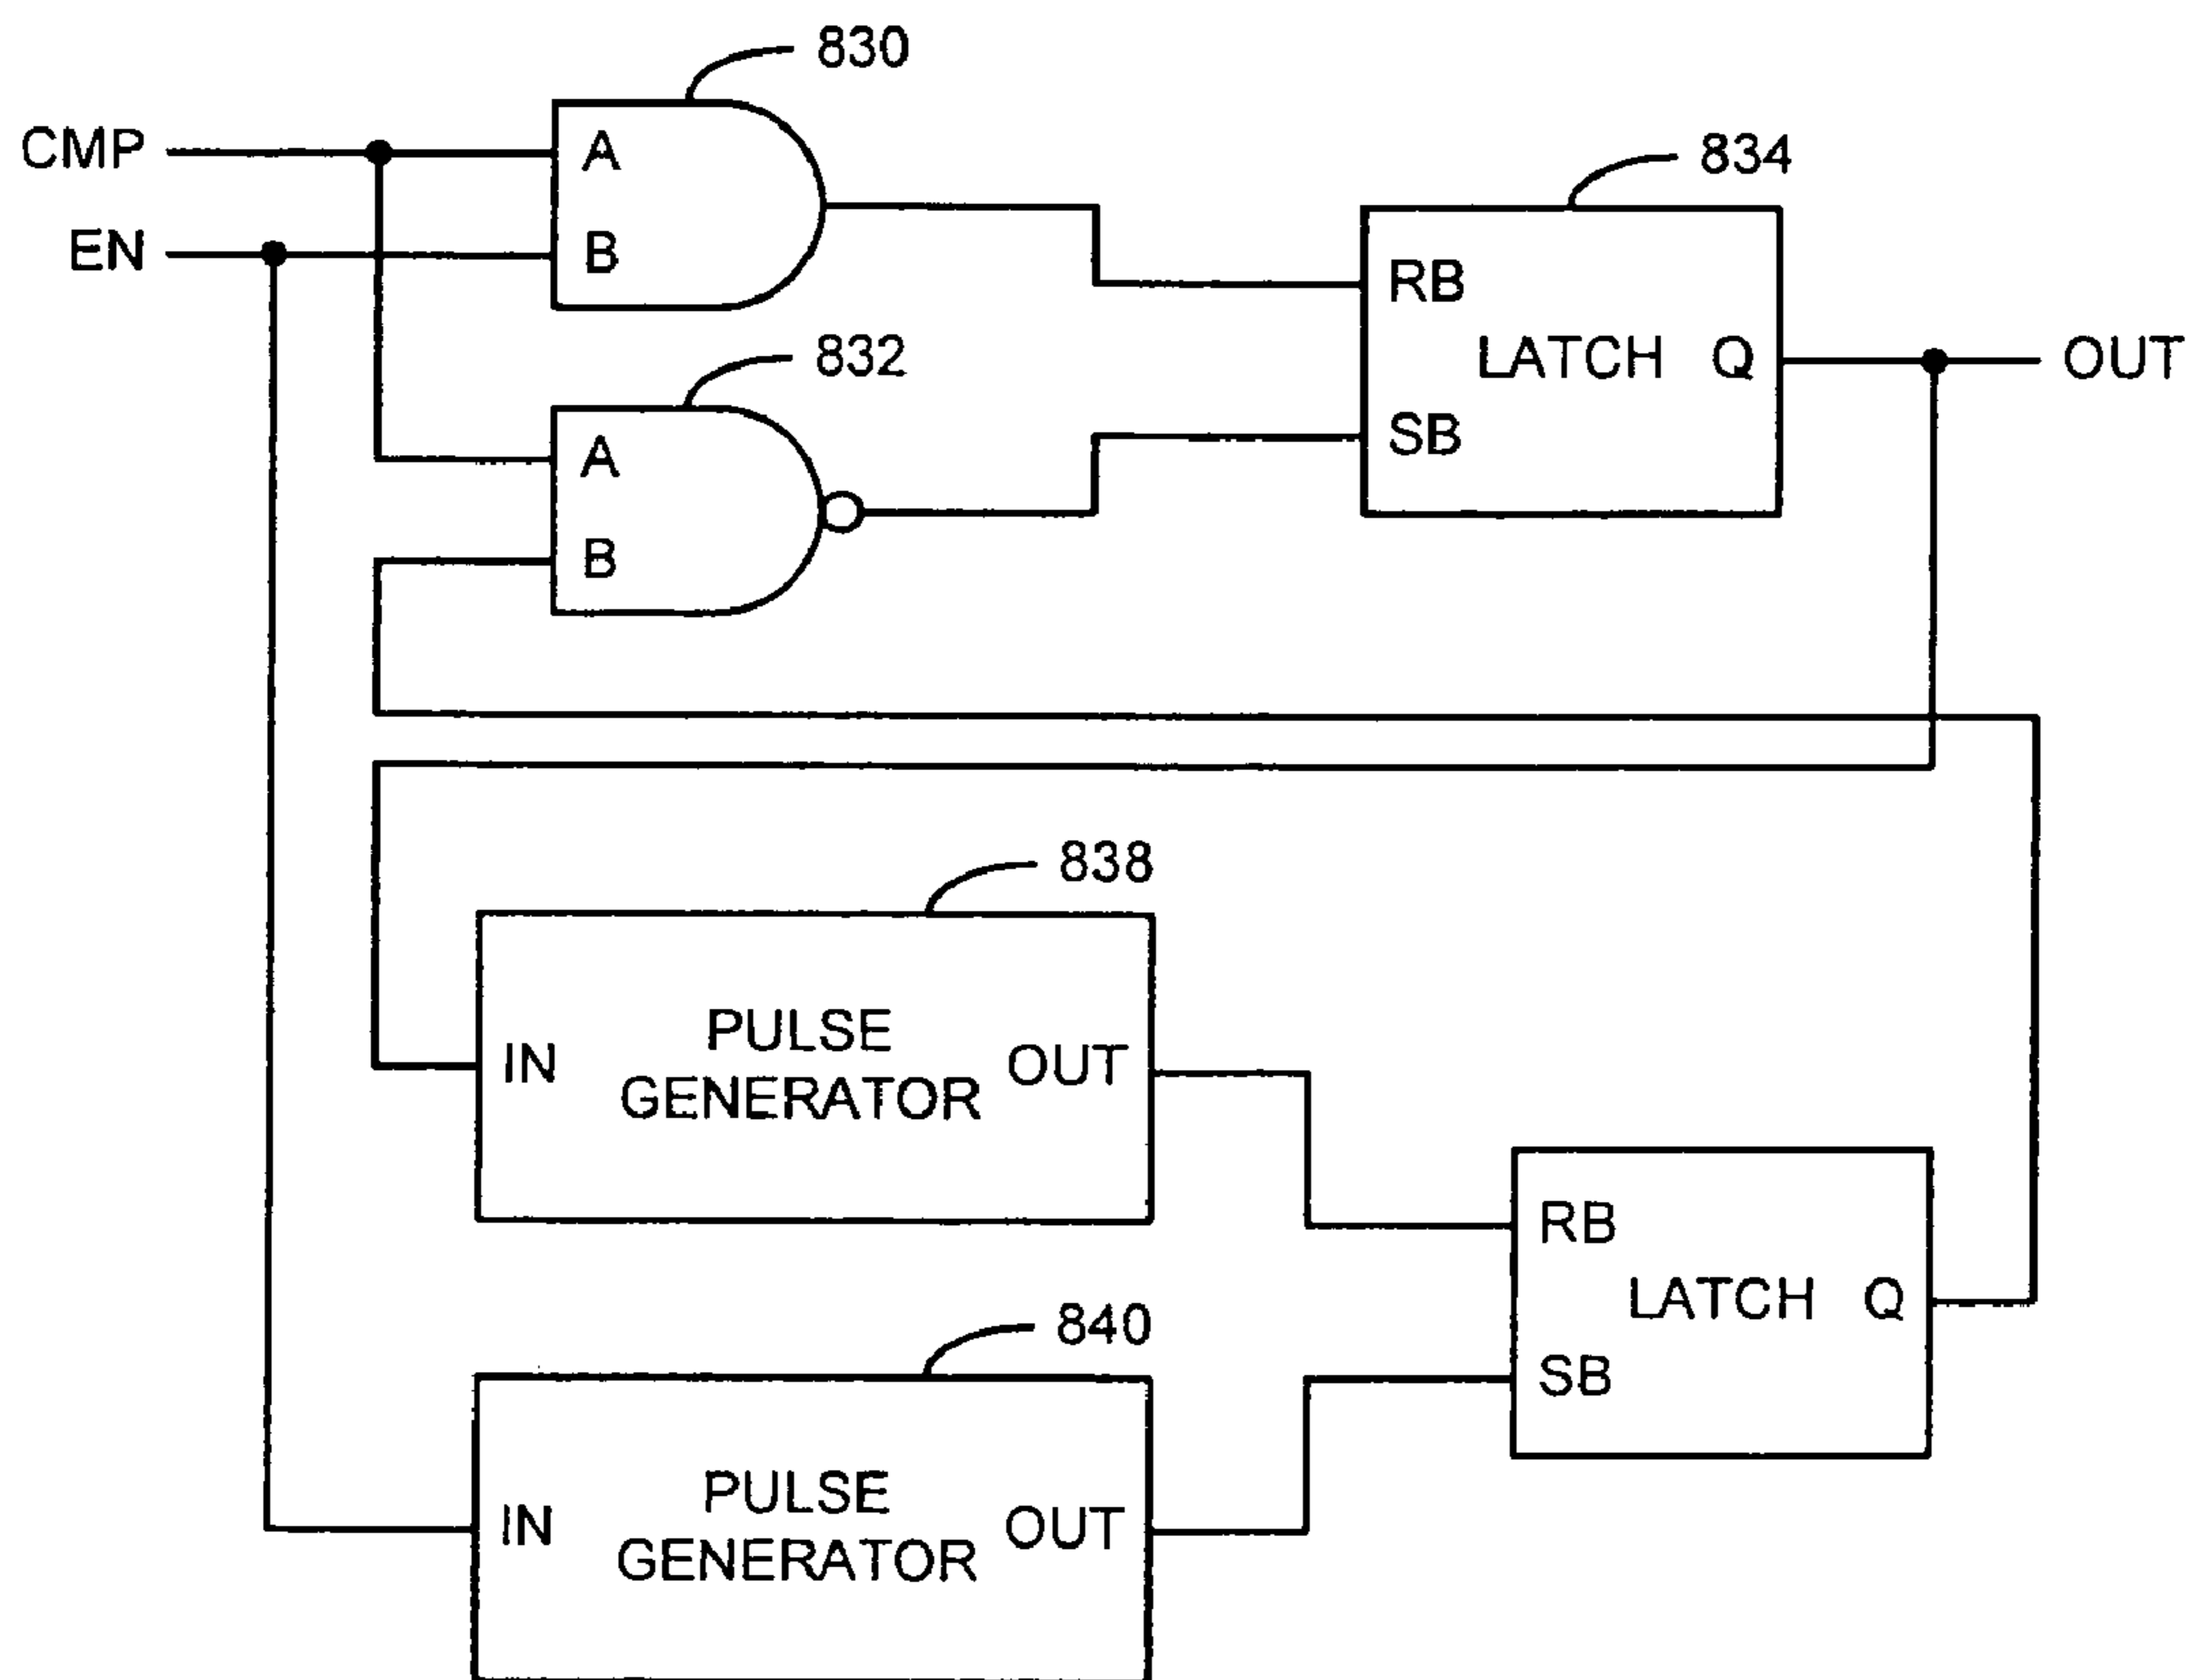 830
CMP
A
834
EN
B
RB
832
LATCH Q
OUT
SB
A
B
838
PULSE
GENERATOR
IN
OUT
RB
LATCH Q
840
SB
PULSE
GENERATOR
IN
OUT